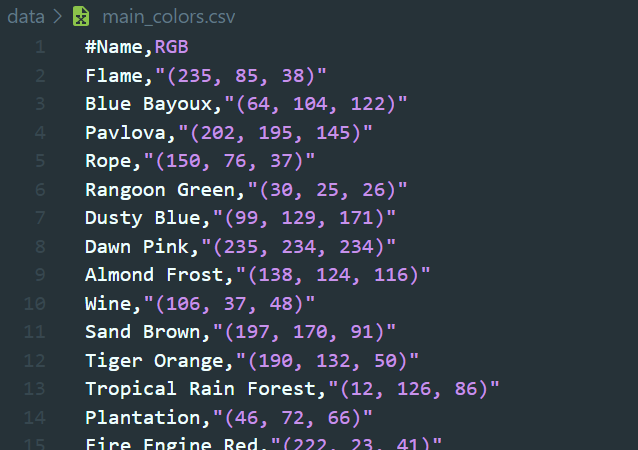 data > main_colors.csv
1 #Name,RGB
2 Flame,"(235, 85, 38)"
3 Blue Bayoux,"(64, 104, 122)"
4 Pavlova,"(202, 195, 145)"
5 Rope,"(150, 76, 37)"
6 Rangoon Green,"(30, 25, 26)"
7 Dusty Blue,"(99, 129, 171)"
8 Dawn Pink,"(235, 234, 234)"
9 Almond Frost,"(138, 124, 116)"
10 Wine,"(106, 37, 48)"
11 Sand Brown,"(197, 170, 91)"
12 Tiger Orange,"(190, 132, 50)"
13 Tropical Rain Forest,"(12, 126, 86)"
14 Plantation,"(46, 72, 66)"
15 Fire Engine Red,"(222, 23, 41)"